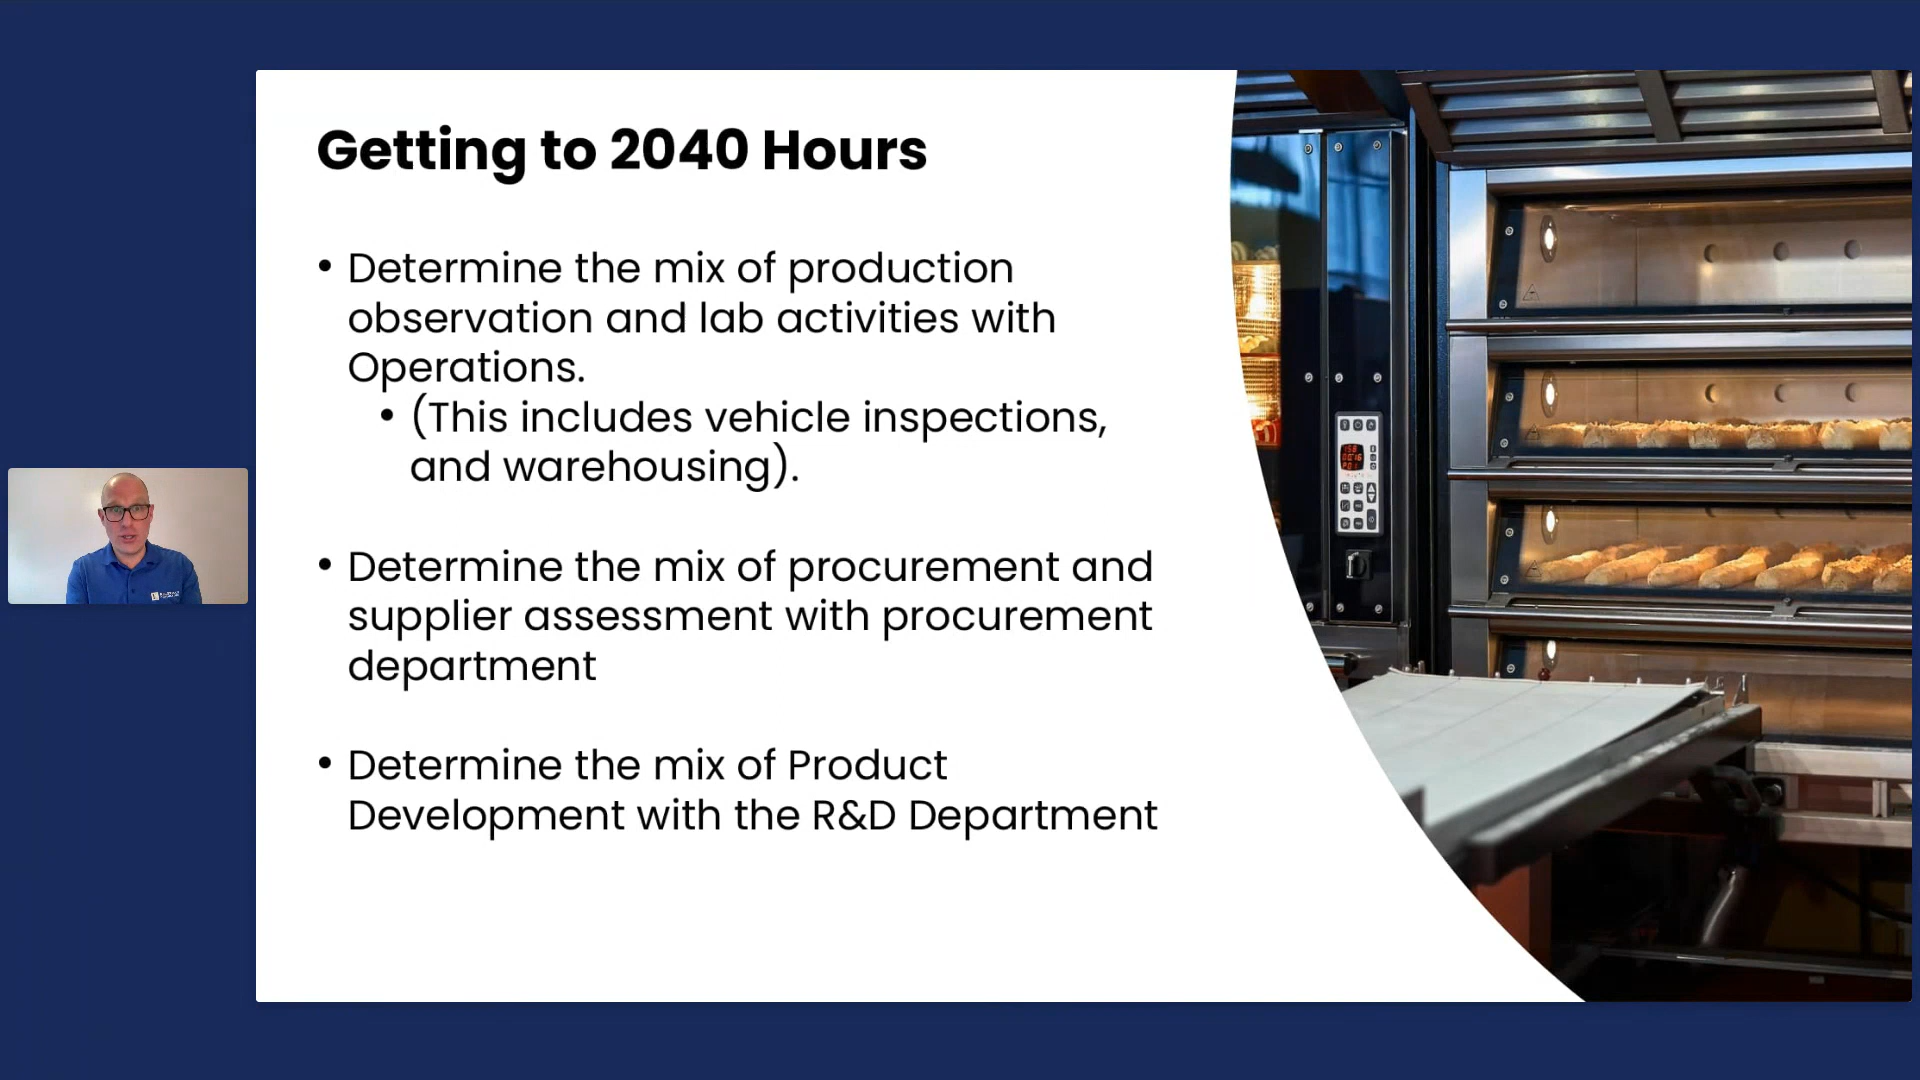 Getting to 2040 Hours
• Determine the mix of production
observation and lab activities with
Operations.
• (This includes vehicle inspections,
and warehousing).
• Determine the mix of procurement and
supplier assessment with procurement
department
• Determine the mix of Product
Development with the R&D Department